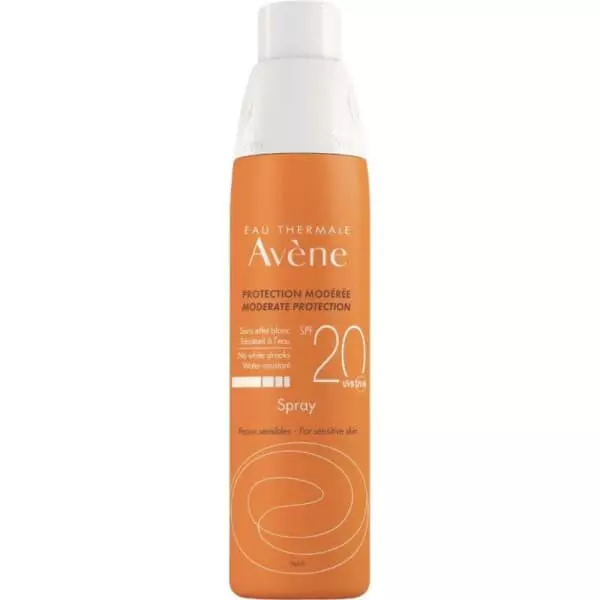 EAU THERMALE
Avène
PROTECTION MODÉRÉE
MODERATE PROTECTION
Sans effet blanc
Résistant à l'eau
No white streaks
Water-resistant
SPF
20
UVB UVA
Spray
Peaux sensibles - For sensitive skin